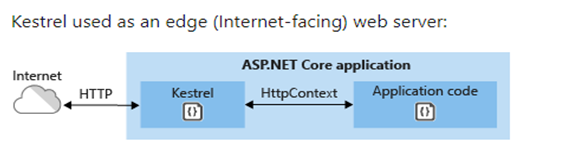 Kestrel used as an edge (Internet-facing) web server:
ASP.NET Core application
Internet
HTTP
Kestrel
HttpContext
Application code
{}
{}